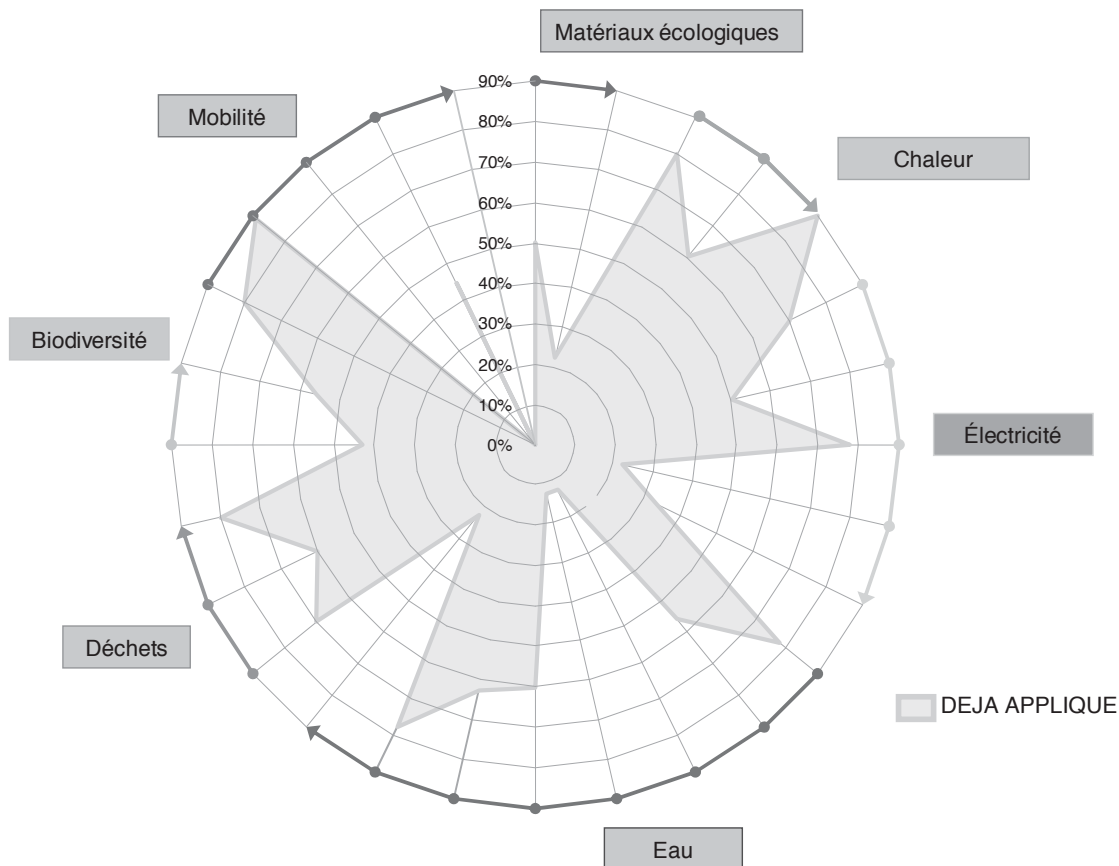 Matériaux écologiques
90%
Mobilité
80%
Chaleur
70%
60%
50%
40%
Biodiversité
30%
20%
10%
Électricité
0%
Déchets
DEJA APPLIQUE
Eau